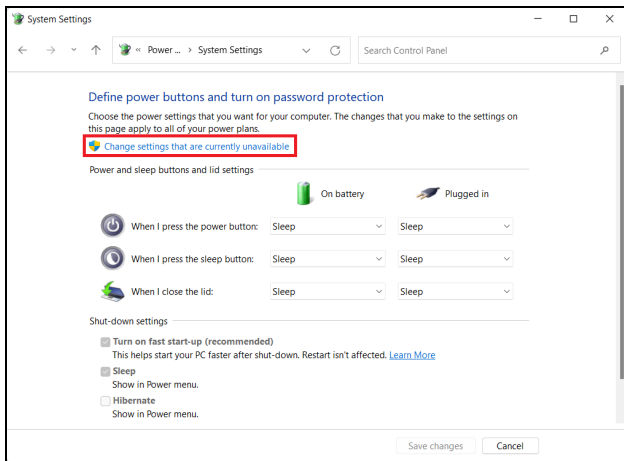 System Settings
« Power ... › System Settings
Search Control Panel
Define power buttons and turn on password protection
Choose the power settings that you want for your computer. The changes that you make to the settings on
this page apply to all of your power plans.
Change settings that are currently unavailable
Power and sleep buttons and lid settings
On battery Plugged in
When I press the power button: Sleep Sleep
When I press the sleep button: Sleep Sleep
When I close the lid: Sleep Sleep
Shut-down settings
Turn on fast start-up (recommended)
This helps start your PC faster after shut-down. Restart isn't affected. Learn More
Sleep
Show in Power menu.
Hibernate
Show in Power menu.
Save changes Cancel